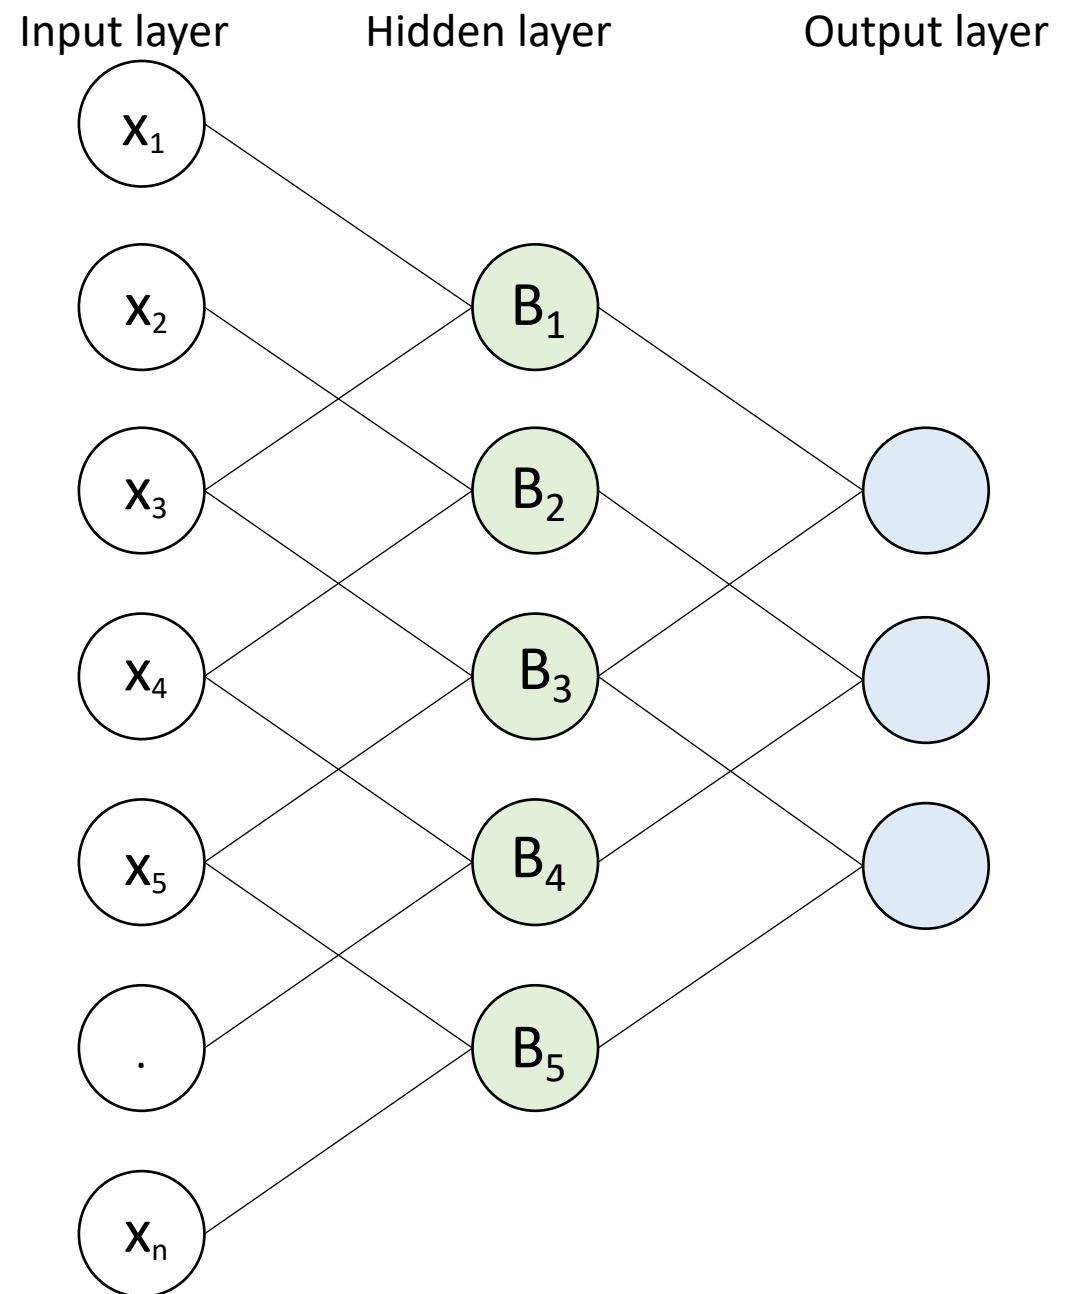 Input layer Hidden layer Output layer
x₁
x₂ B₁
x₃ B₂
x₄ B₃
x₅ B₄
. B₅
xₙ